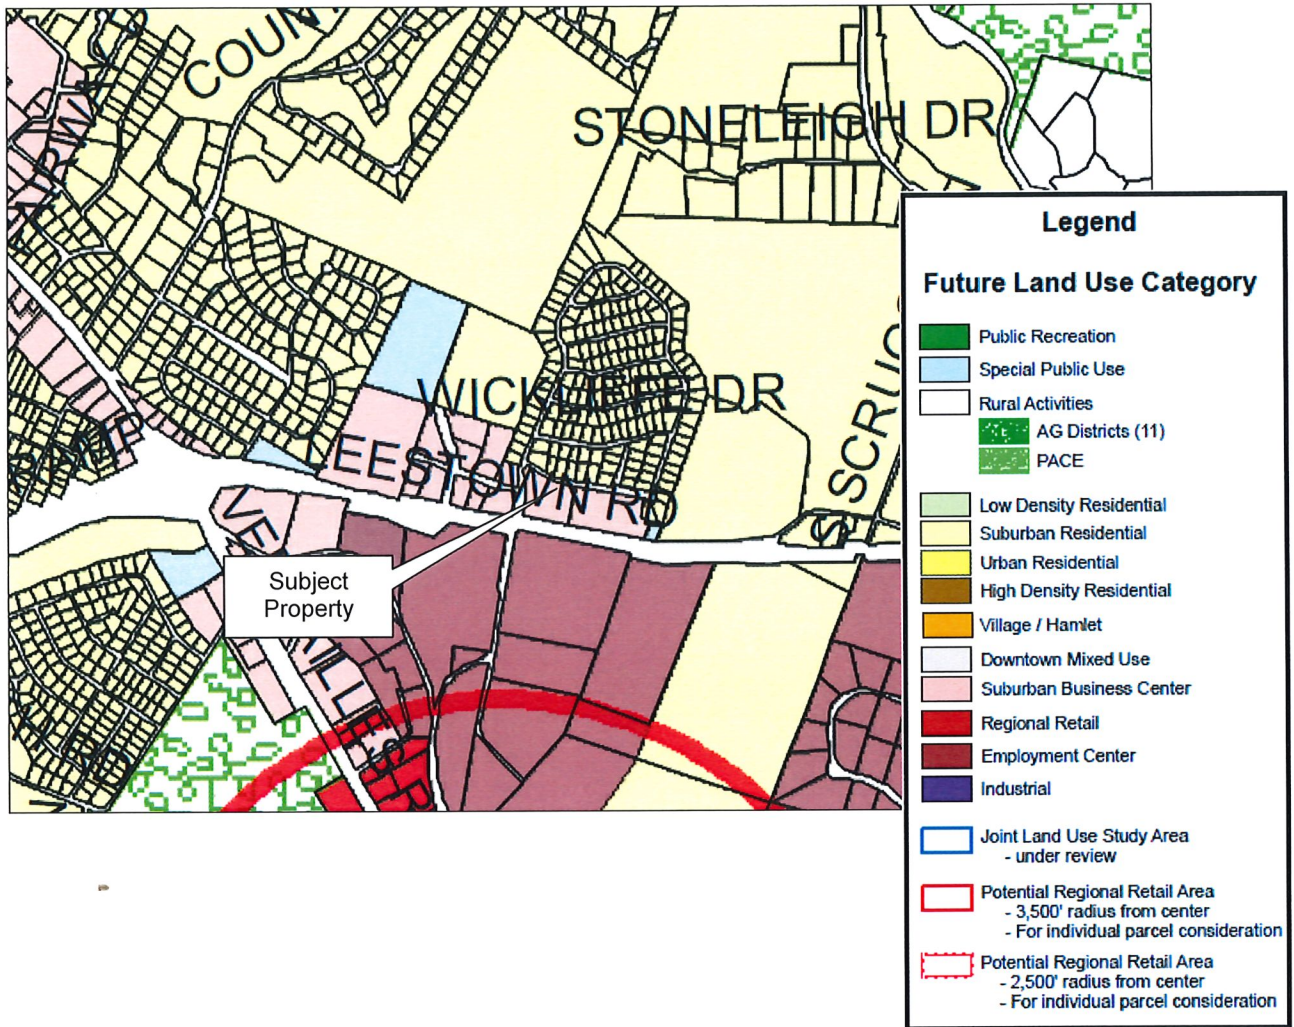 COUN
STONELEIGH DR
WICKLIFFE DR
LEESTOWN RD
S SCRUG
Subject
Property
Legend
Future Land Use Category
Public Recreation
Special Public Use
Rural Activities
AG Districts (11)
PACE
Low Density Residential
Suburban Residential
Urban Residential
High Density Residential
Village / Hamlet
Downtown Mixed Use
Suburban Business Center
Regional Retail
Employment Center
Industrial
Joint Land Use Study Area
- under review
Potential Regional Retail Area
- 3,500' radius from center
- For individual parcel consideration
Potential Regional Retail Area
- 2,500' radius from center
- For individual parcel consideration